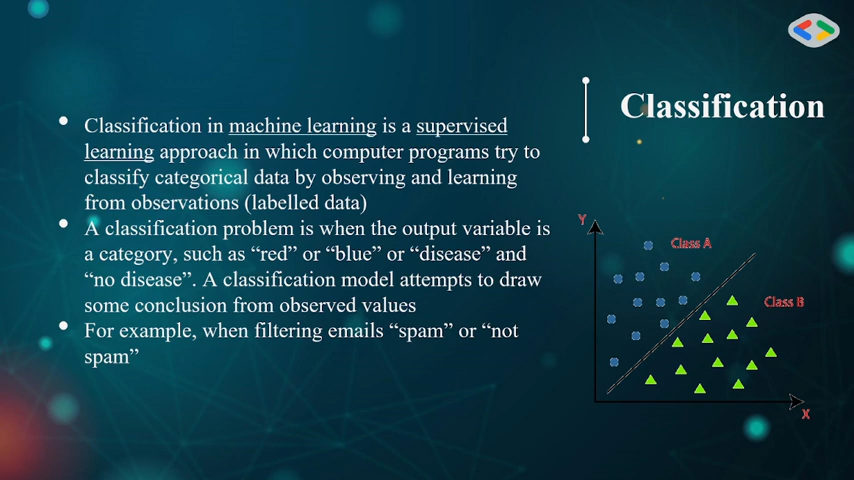 Classification
• Classification in machine learning is a supervised
learning approach in which computer programs try to
classify categorical data by observing and learning
from observations (labelled data)
• A classification problem is when the output variable is
a category, such as “red” or “blue” or “disease” and
“no disease”. A classification model attempts to draw
some conclusion from observed values
• For example, when filtering emails “spam” or “not
spam”
Y
Class A
Class B
X